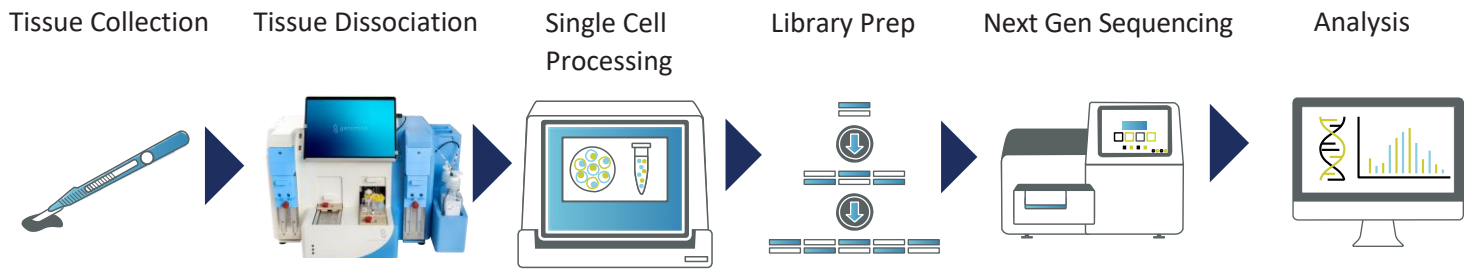 Tissue Collection
Tissue Dissociation
Single Cell
Processing
Library Prep
Next Gen Sequencing
Analysis